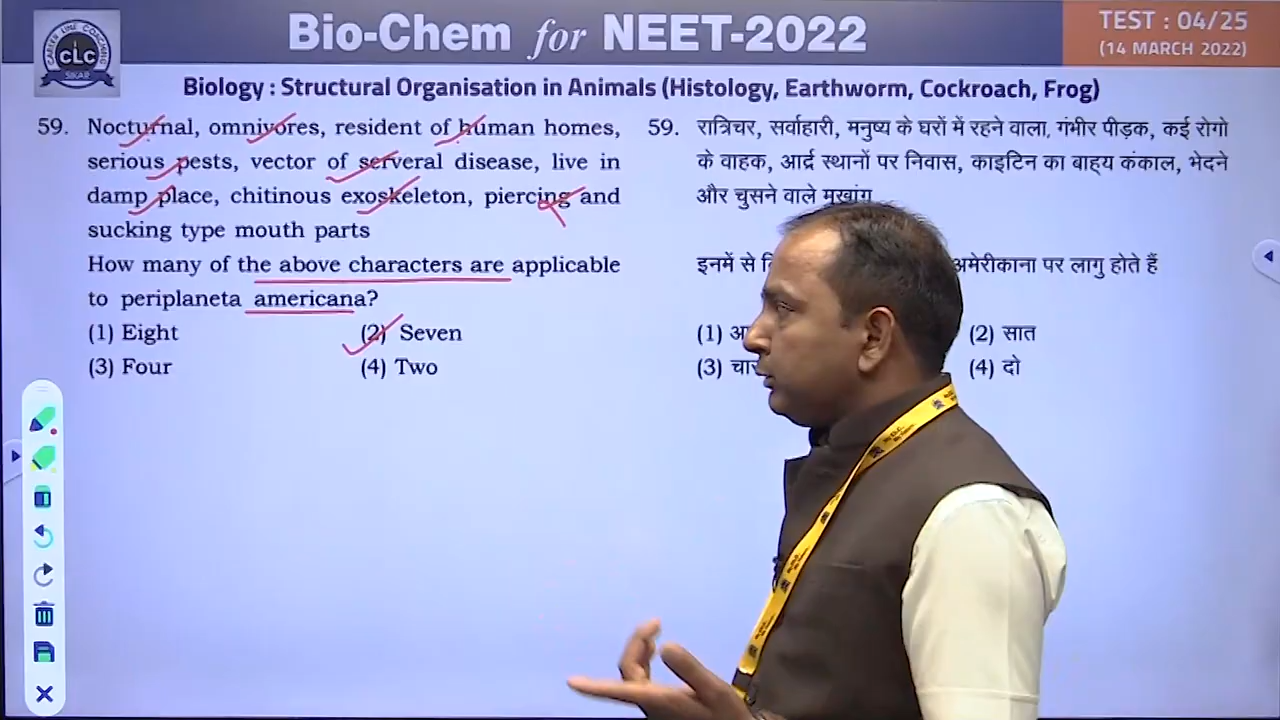 CAREER LINE COACHING
CLC
SIKAR
Bio-Chem for NEET-2022
TEST : 04/25
(14 MARCH 2022)
Biology : Structural Organisation in Animals (Histology, Earthworm, Cockroach, Frog)
59. Nocturnal, omnivores, resident of human homes,
serious pests, vector of serveral disease, live in
damp place, chitinous exoskeleton, piercing and
sucking type mouth parts
How many of the above characters are applicable
to periplaneta americana?
(1) Eight (2) Seven
(3) Four (4) Two
59. रात्रिचर, सर्वाहारी, मनुष्य के घरों में रहने वाला, गंभीर पीड़क, कई रोगो
के वाहक, आर्द्र स्थानों पर निवास, काइटिन का बाह्य कंकाल, भेदने
और चुसने वाले मुखांग
इनमें से अमेरीकाना पर लागु होते हैं
(1) (2) सात
(3) (4) दो